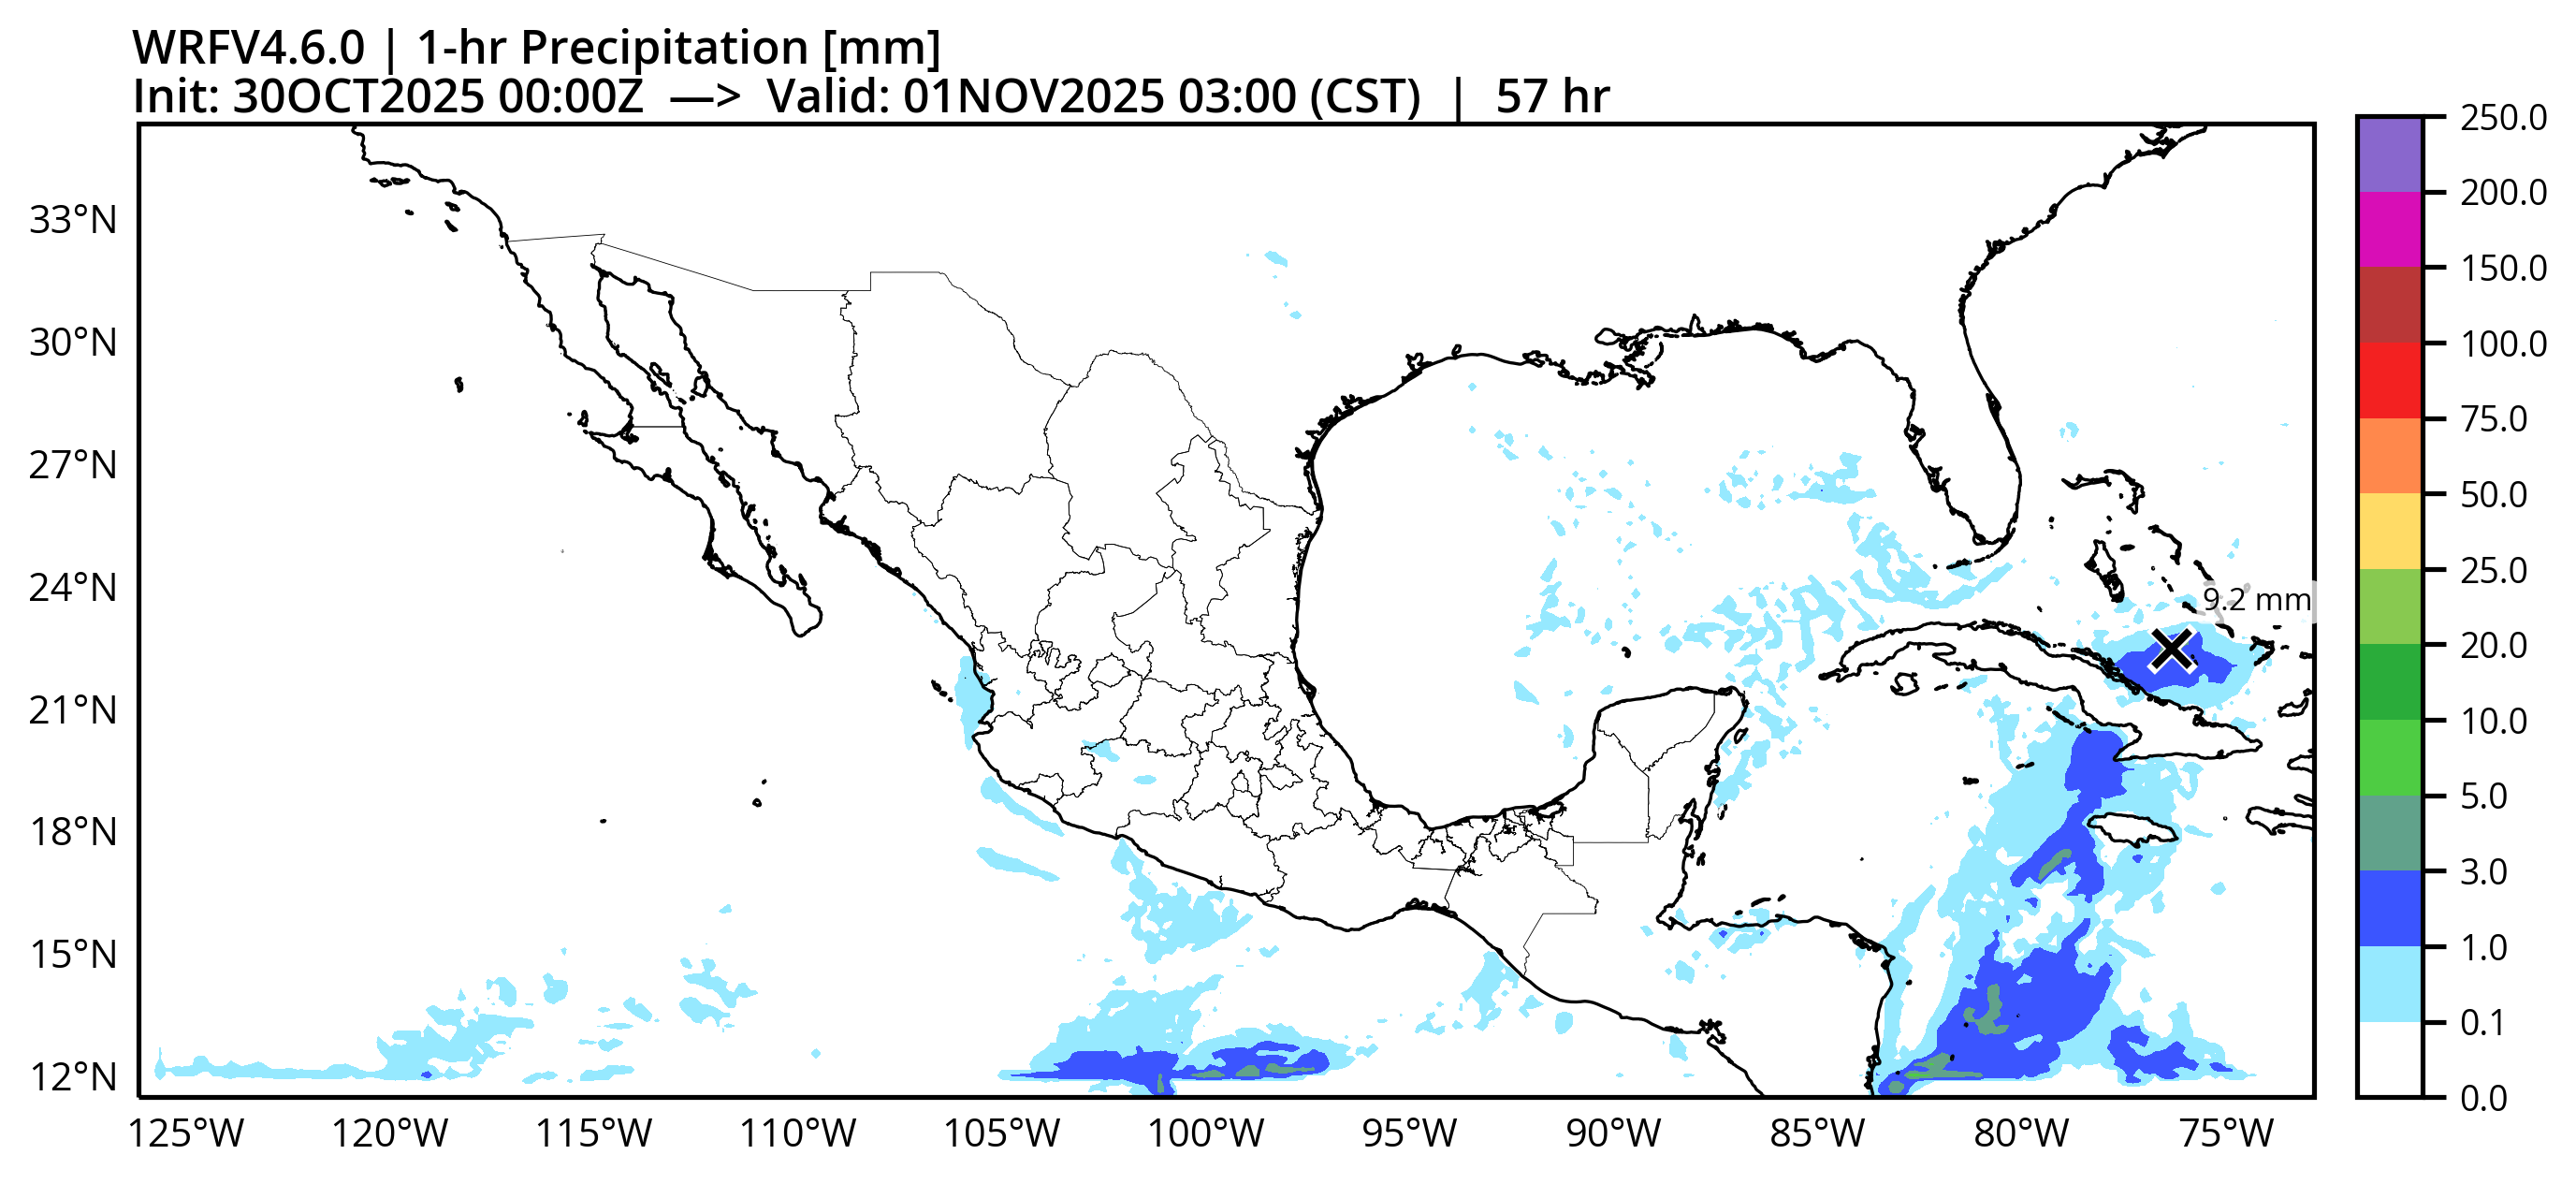 WRFV4.6.0 | 1-hr Precipitation [mm]
Init: 30OCT2025 00:00Z —> Valid: 01NOV2025 03:00 (CST) | 57 hr
33°N
30°N
27°N
24°N
21°N
18°N
15°N
12°N
125°W 120°W 115°W 110°W 105°W 100°W 95°W 90°W 85°W 80°W 75°W
9.2 mm
250.0
200.0
150.0
100.0
75.0
50.0
25.0
20.0
10.0
5.0
3.0
1.0
0.1
0.0